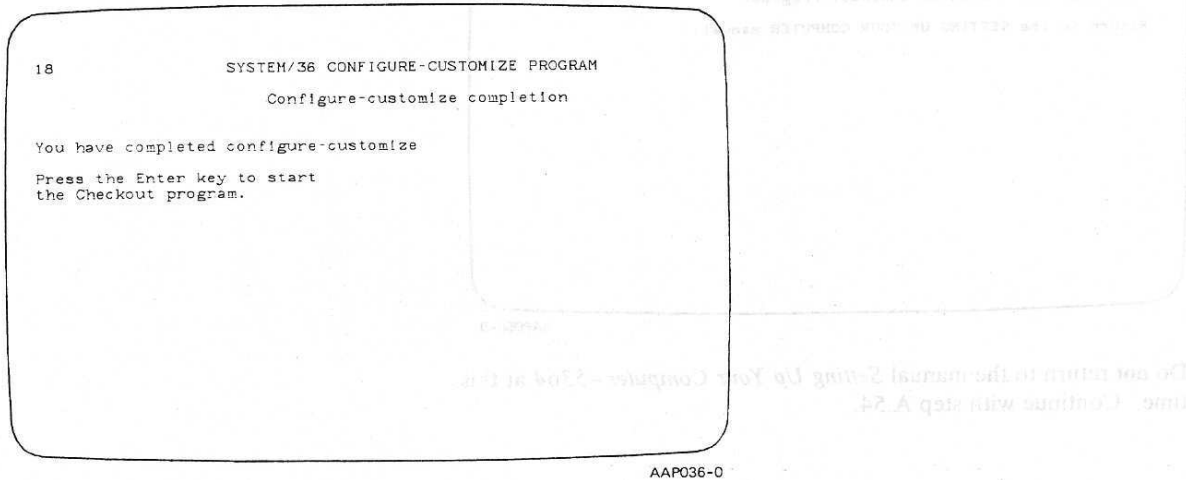 18 SYSTEM/36 CONFIGURE-CUSTOMIZE PROGRAM
Configure-customize completion
You have completed configure-customize
Press the Enter key to start
the Checkout program.
AAP036-0
Do not return to the manual Setting Up Your Computer–5364 at this
time. Continue with step A.54.